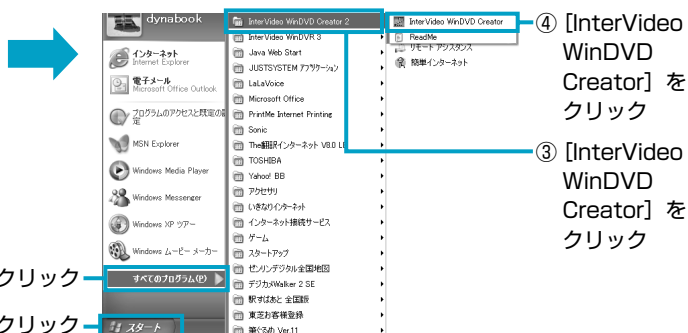 dynabook
インターネット
Internet Explorer
電子メール
Microsoft Office Outlook
プログラムのアクセスと既定の
定
MSN Explorer
Windows Media Player
Windows Messenger
Windows XP ツアー
Windows ムービー メーカー
すべてのプログラム(P)
スタート
クリック
クリック
InterVideo WinDVD Creator 2
InterVideo WinDVR 3
Java Web Start
JUSTSYSTEM アプリケーション
LaLaVoice
Microsoft Office
PrintMe Internet Printing
Sonic
The翻訳インターネット V8.0 L
TOSHIBA
Yahoo! BB
アクセサリ
いきなりインターネット
インターネット接続サービス
ゲーム
スタートアップ
ゼンリンデジタル全国地図
デジカメWalker 2 SE
駅すぱあと 全国版
東芝お客様登録
筆ぐるめ Ver.11
InterVideo WinDVD Creator
ReadMe
リモート アシスタンス
簡単インターネット
④ [InterVideo
WinDVD
Creator] を
クリック
③ [InterVideo
WinDVD
Creator] を
クリック